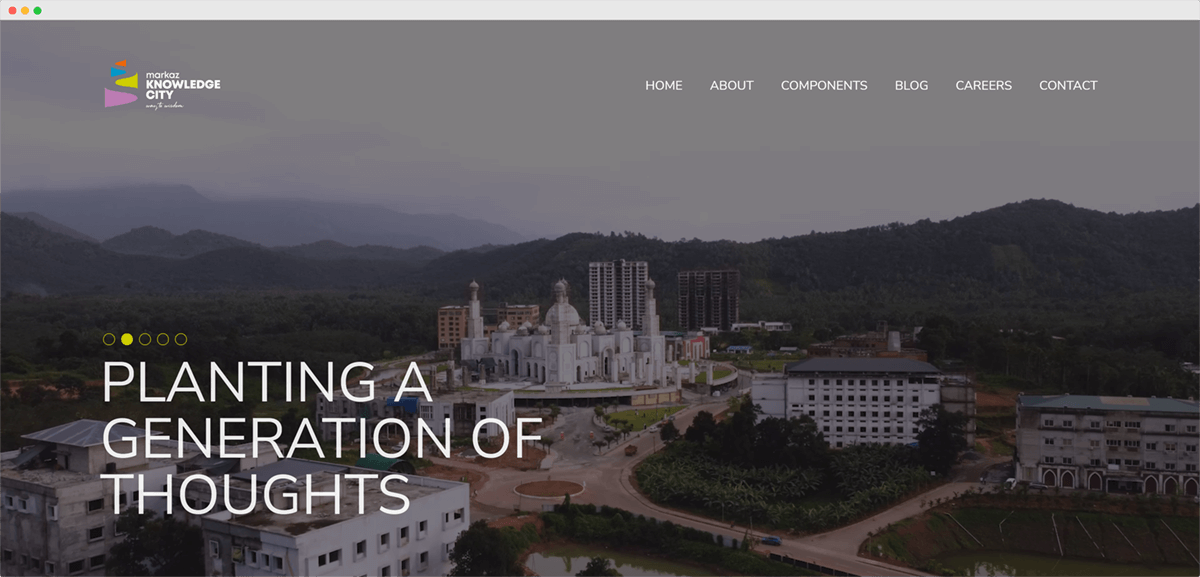 markaz
KNOWLEDGE
CITY
way to wisdom
HOME
ABOUT
COMPONENTS
BLOG
CAREERS
CONTACT
PLANTING A
GENERATION OF
THOUGHTS